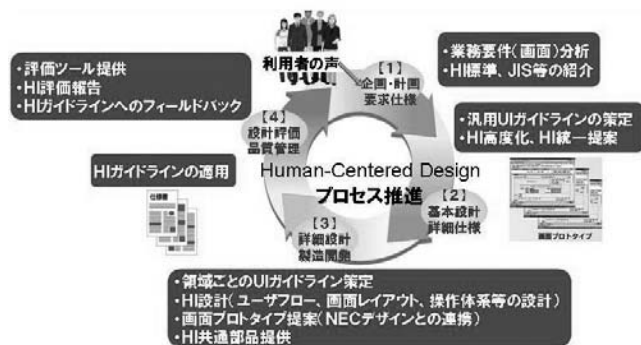 利用者の声
・評価ツール提供
・HI評価報告
・HIガイドラインへのフィールドバック
【1】
企画・計画
要求仕様
・業務要件(画面)分析
・HI標準、JIS等の紹介
・汎用UIガイドラインの策定
・HI高度化、HI統一提案
【4】
設計評価
品質管理
HIガイドラインの適用
仕様書
Human-Centered Design
プロセス推進
【2】
基本設計
詳細仕様
画面プロトタイプ
【3】
詳細設計
製造開発
・領域ごとのUIガイドライン策定
・HI設計(ユーザフロー、画面レイアウト、操作体系等の設計)
・画面プロトタイプ提案(NECデザインとの連携)
・HI共通部品提供